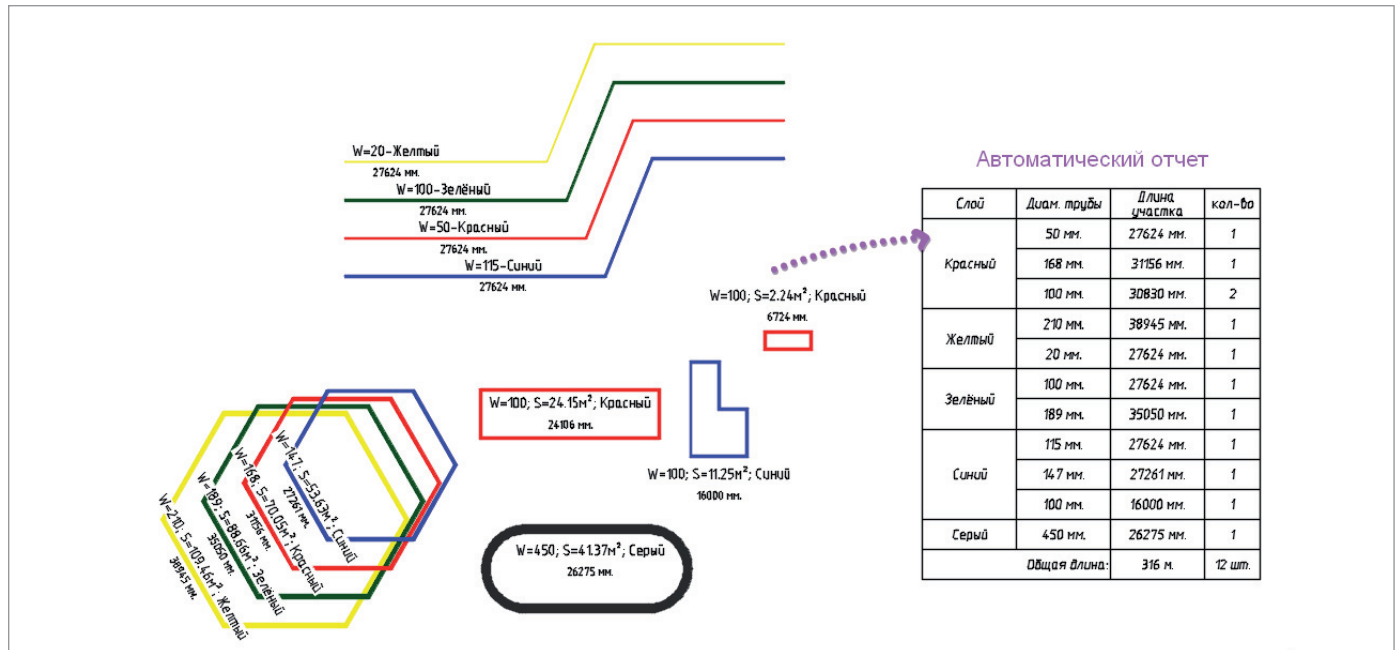 W=20-Желтый
27624 мм.
W=100-Зелёный
27624 мм.
W=50-Красный
27624 мм.
W=115-Синий
27624 мм.
W=100; S=2.24м²; Красный
6724 мм.
W=100; S=24.15м²; Красный
24106 мм.
W=100; S=11.25м²; Синий
16000 мм.
W=450; S=41.37м²; Серый
26275 мм.
W=147; S=53.63м²; Синий
27261 мм.
W=168; S=70.05м²; Красный
31156 мм.
W=189; S=88.66м²; Зелёный
35050 мм.
W=210; S=109.46м²; Желтый
38945 мм.
Автоматический отчет
Слой Диам. трубы Длина участка кол-во
Красный 50 мм. 27624 мм. 1
168 мм. 31156 мм. 1
100 мм. 30830 мм. 2
Желтый 210 мм. 38945 мм. 1
20 мм. 27624 мм. 1
Зелёный 100 мм. 27624 мм. 1
189 мм. 35050 мм. 1
Синий 115 мм. 27624 мм. 1
147 мм. 27261 мм. 1
100 мм. 16000 мм. 1
Серый 450 мм. 26275 мм. 1
Общая длина: 316 м. 12 шт.